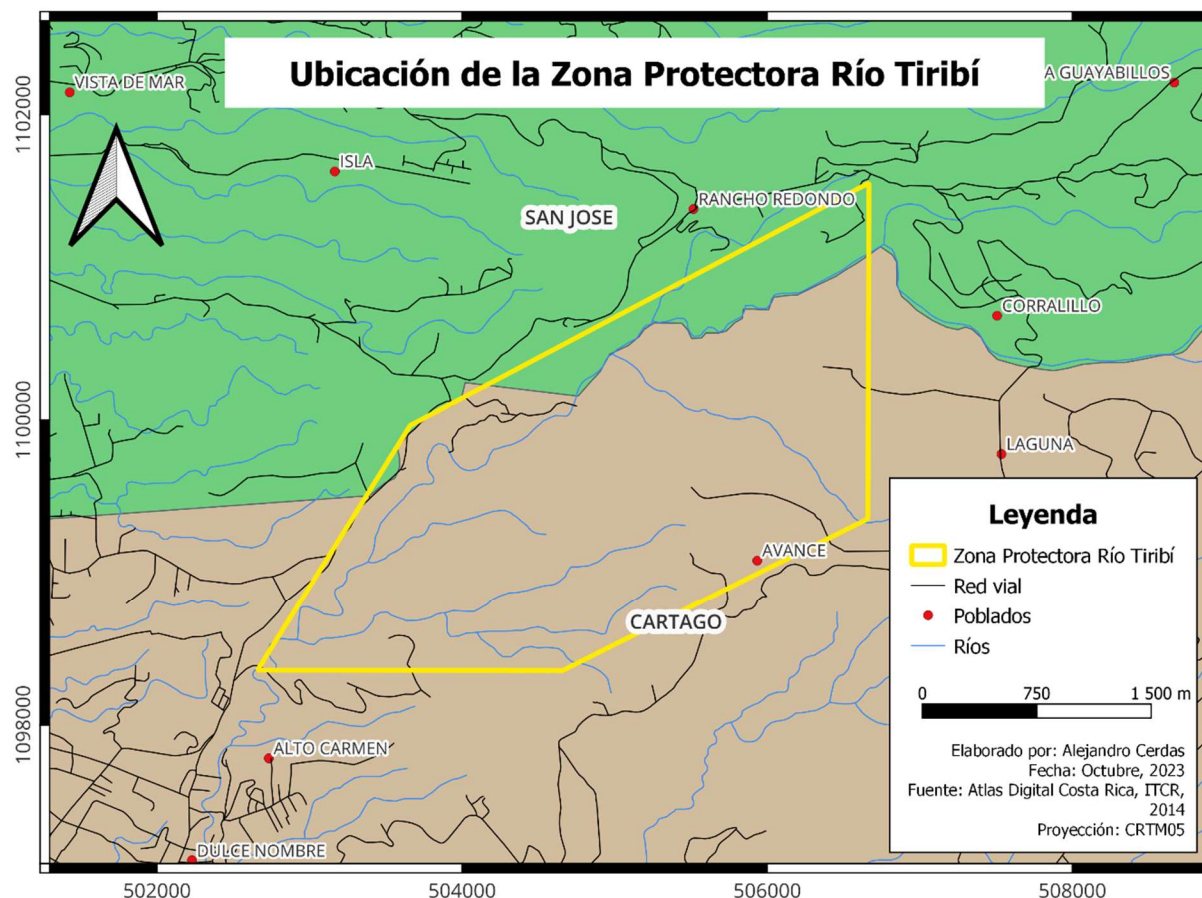 Ubicación de la Zona Protectora Río Tiribí
A GUAYABILLOS
VISTA DE MAR
ISLA
RANCHO REDONDO
SAN JOSE
CORRALILLO
LAGUNA
AVANCE
CARTAGO
ALTO CARMEN
DULCE NOMBRE
Leyenda
Zona Protectora Río Tiribí
Red vial
Poblados
Ríos
0 750 1 500 m
Elaborado por: Alejandro Cerdas
Fecha: Octubre, 2023
Fuente: Atlas Digital Costa Rica, ITCR,
2014
Proyección: CRTM05
1102000
1100000
1098000
502000 504000 506000 508000